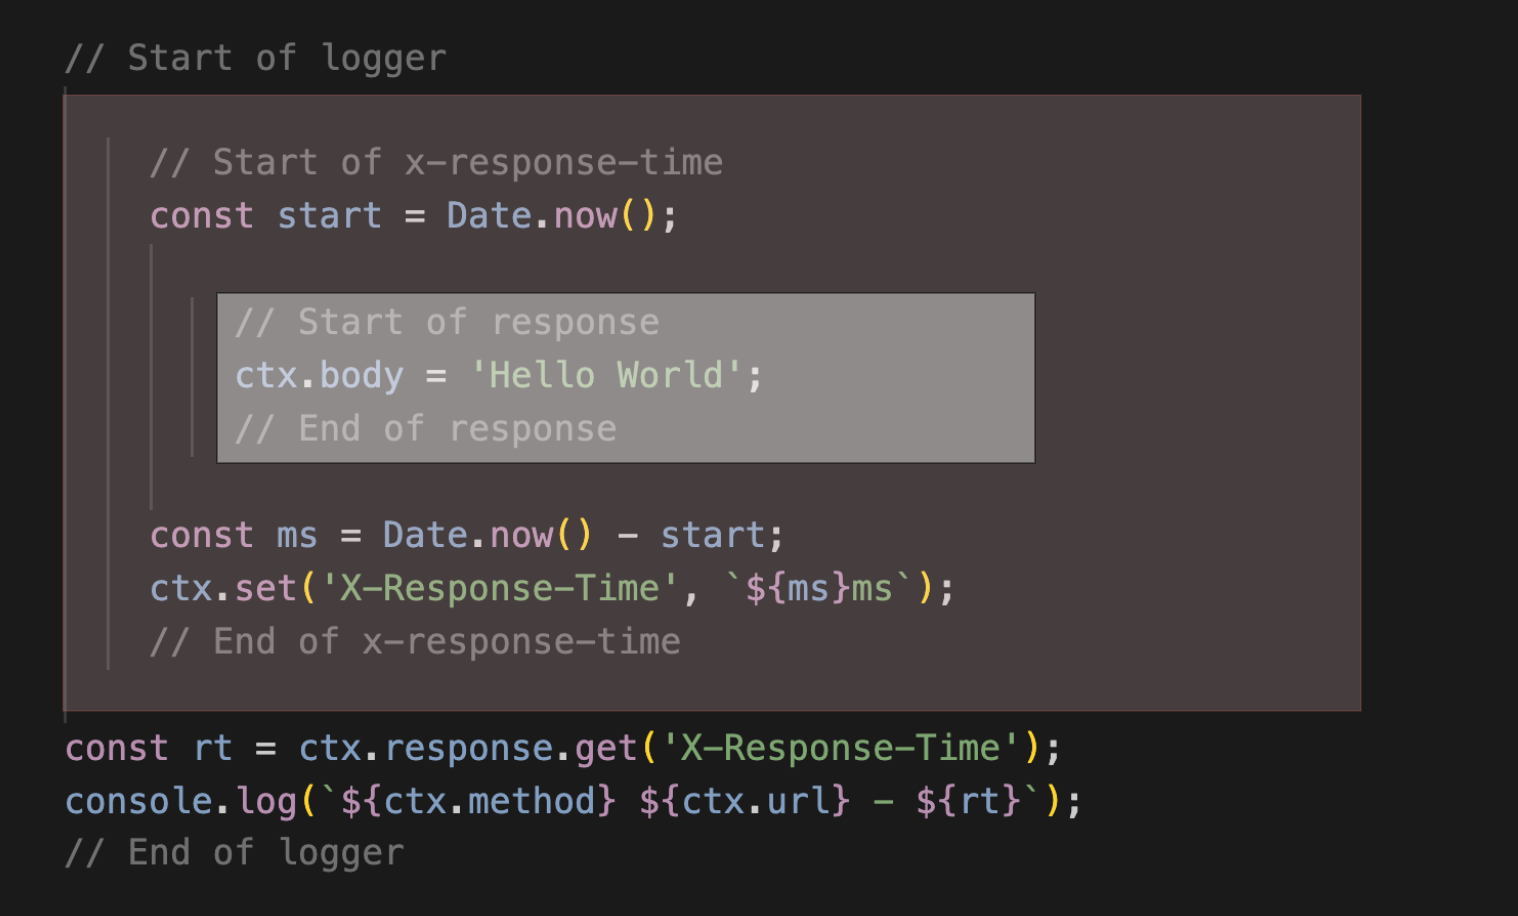 // Start of logger
// Start of x-response-time
const start = Date.now();
// Start of response
ctx.body = 'Hello World';
// End of response
const ms = Date.now() - start;
ctx.set('X-Response-Time', `${ms}ms`);
// End of x-response-time
const rt = ctx.response.get('X-Response-Time');
console.log(`${ctx.method} ${ctx.url} - ${rt}`);
// End of logger